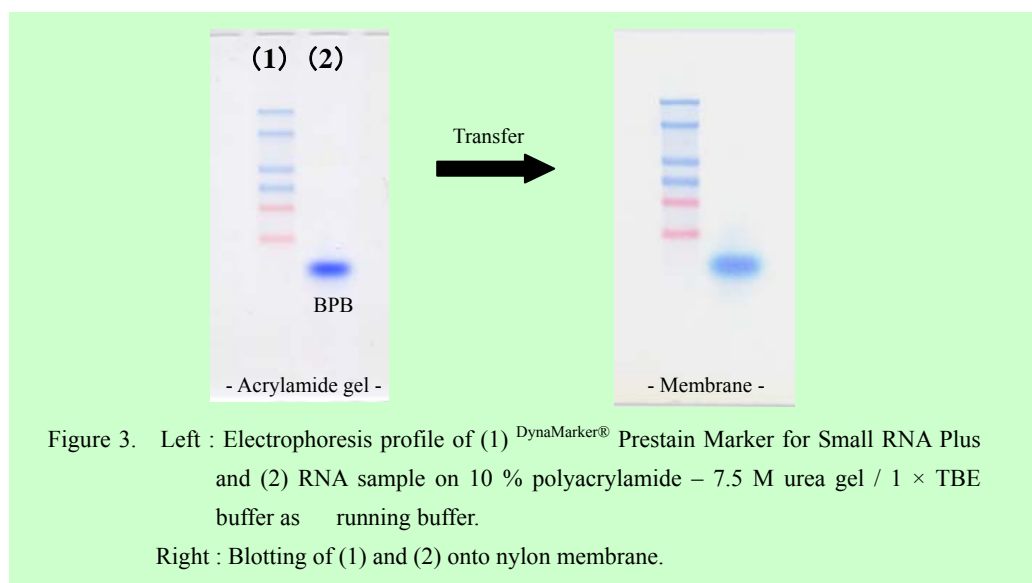 (1) (2)
Transfer
BPB
- Acrylamide gel -
- Membrane -
Figure 3. Left : Electrophoresis profile of (1) DynaMarker® Prestain Marker for Small RNA Plus
and (2) RNA sample on 10 % polyacrylamide – 7.5 M urea gel / 1 × TBE
buffer as running buffer.
Right : Blotting of (1) and (2) onto nylon membrane.